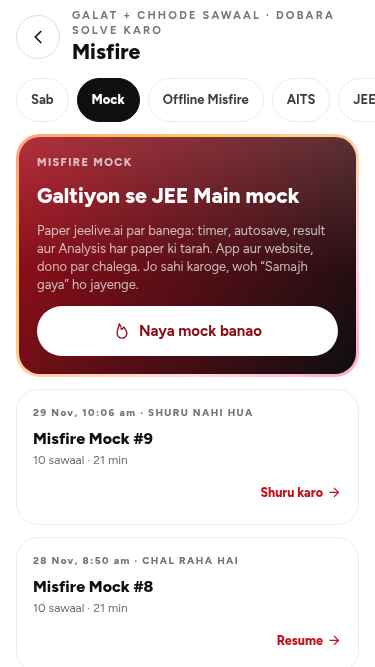 GALAT + CHHODE SAWAAL · DOBARA
SOLVE KARO
Misfire
Sab
Mock
Offline Misfire
AITS
JEE
MISFIRE MOCK
Galtiyon se JEE Main mock
Paper jeelive.ai par banega: timer, autosave, result
aur Analysis har paper ki tarah. App aur website,
dono par chalega. Jo sahi karoge, woh “Samajh
gaya” ho jayenge.
Naya mock banao
29 Nov, 10:06 am · SHURU NAHI HUA
Misfire Mock #9
10 sawaal · 21 min
Shuru karo →
28 Nov, 8:50 am · CHAL RAHA HAI
Misfire Mock #8
10 sawaal · 21 min
Resume →